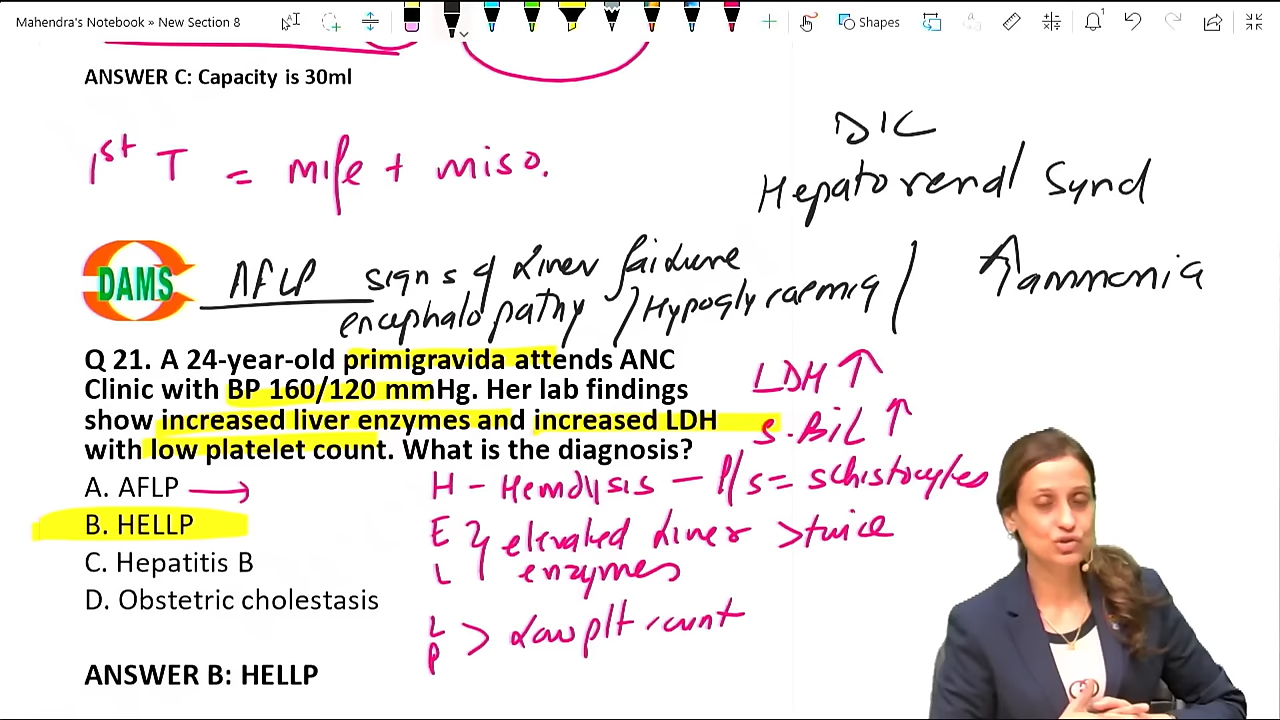 Mahendra's Notebook » New Section 8
Shapes
ANSWER C: Capacity is 30ml
1st T = mife + miso.
DIC
Hepatorenal Synd
DAMS
AFLP signs of Liver failure
encephalopathy / Hypoglycaemia /
↑ammonia
Q 21. A 24-year-old primigravida attends ANC
Clinic with BP 160/120 mmHg. Her lab findings
show increased liver enzymes and increased LDH
with low platelet count. What is the diagnosis?
LDH ↑
S.Bil ↑
A. AFLP →
B. HELLP
C. Hepatitis B
D. Obstetric cholestasis
H - Hemolysis - P/s = schistocytes
E } elevated Liver > twice
L enzymes
L > Low plt count
P
ANSWER B: HELLP